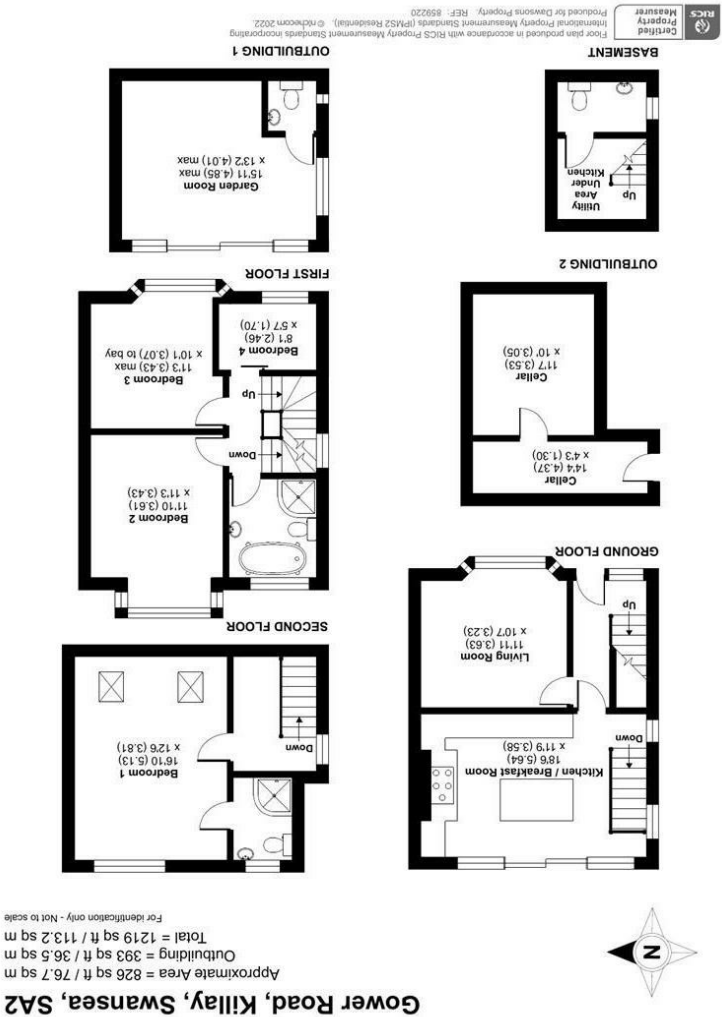 Gower Road, Killay, Swansea, SA2
Approximate Area = 826 sq ft / 76.7 sq m
Outbuilding = 393 sq ft / 36.5 sq m
Total = 1219 sq ft / 113.2 sq m
For identification only - Not to scale
N
Down
Kitchen / Breakfast Room
18'6 (5.64)
x 11'9 (3.58)
Up
Living Room
11'11 (3.63)
x 10'7 (3.23)
GROUND FLOOR
Down
Bedroom 1
16'10 (5.13)
x 12'6 (3.81)
SECOND FLOOR
Bedroom 2
11'10 (3.61)
x 11'3 (3.43)
Down
Up
Bedroom 4
8'1 (2.46)
x 5'7 (1.70)
Bedroom 3
11'3 (3.43) max
x 10'1 (3.07) to bay
FIRST FLOOR
Cellar
14'4 (4.37)
x 4'3 (1.30)
Cellar
11'7 (3.53)
x 10' (3.05)
OUTBUILDING 2
Up
Utility
Area
Under
Kitchen
BASEMENT
Garden Room
15'11 (4.85) max
x 13'2 (4.01) max
OUTBUILDING 1
RICS
Certified
Property
Measurer
Floor plan produced in accordance with RICS Property Measurement Standards incorporating
International Property Measurement Standards (IPMS2 Residential). © nichecom 2022.
Produced for Dawsons Property. REF: 859220